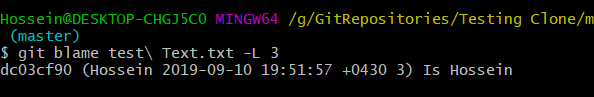 Hossein@DESKTOP-CHGJ5C0 MINGW64 /g/GitRepositories/Testing Clone/m
(master)
$ git blame test\ Text.txt -L 3
dc03cf90 (Hossein 2019-09-10 19:51:57 +0430 3) Is Hossein